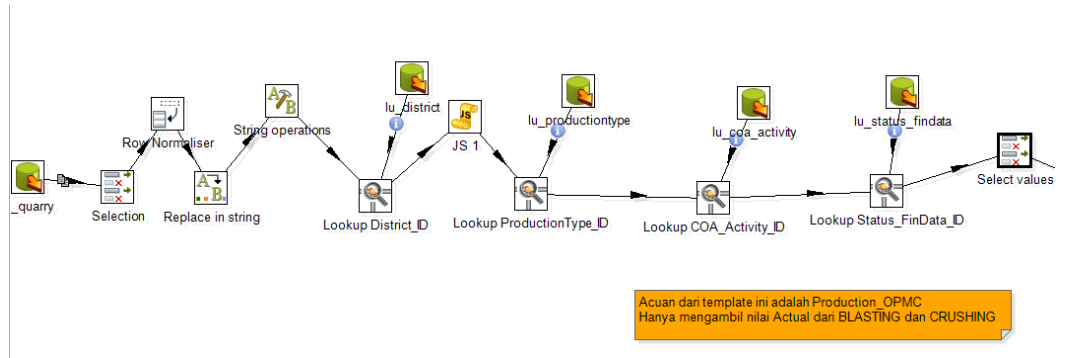 lu_district
lu_productiontype
lu_coa_activity
lu_status_findata
Row Normaliser
String operations
JS 1
_quarry
Selection
Replace in string
Lookup District_ID
Lookup ProductionType_ID
Lookup COA_Activity_ID
Lookup Status_FinData_ID
Select values
Acuan dari template ini adalah Production_OPMC
Hanya mengambil nilai Actual dari BLASTING dan CRUSHING